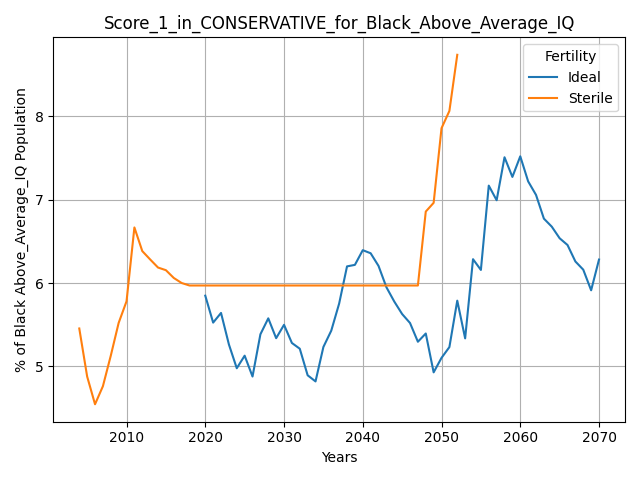 Score_1_in_CONSERVATIVE_for_Black_Above_Average_IQ
% of Black Above_Average_IQ Population
8
7
6
5
Fertility
Ideal
Sterile
2010 2020 2030 2040 2050 2060 2070
Years